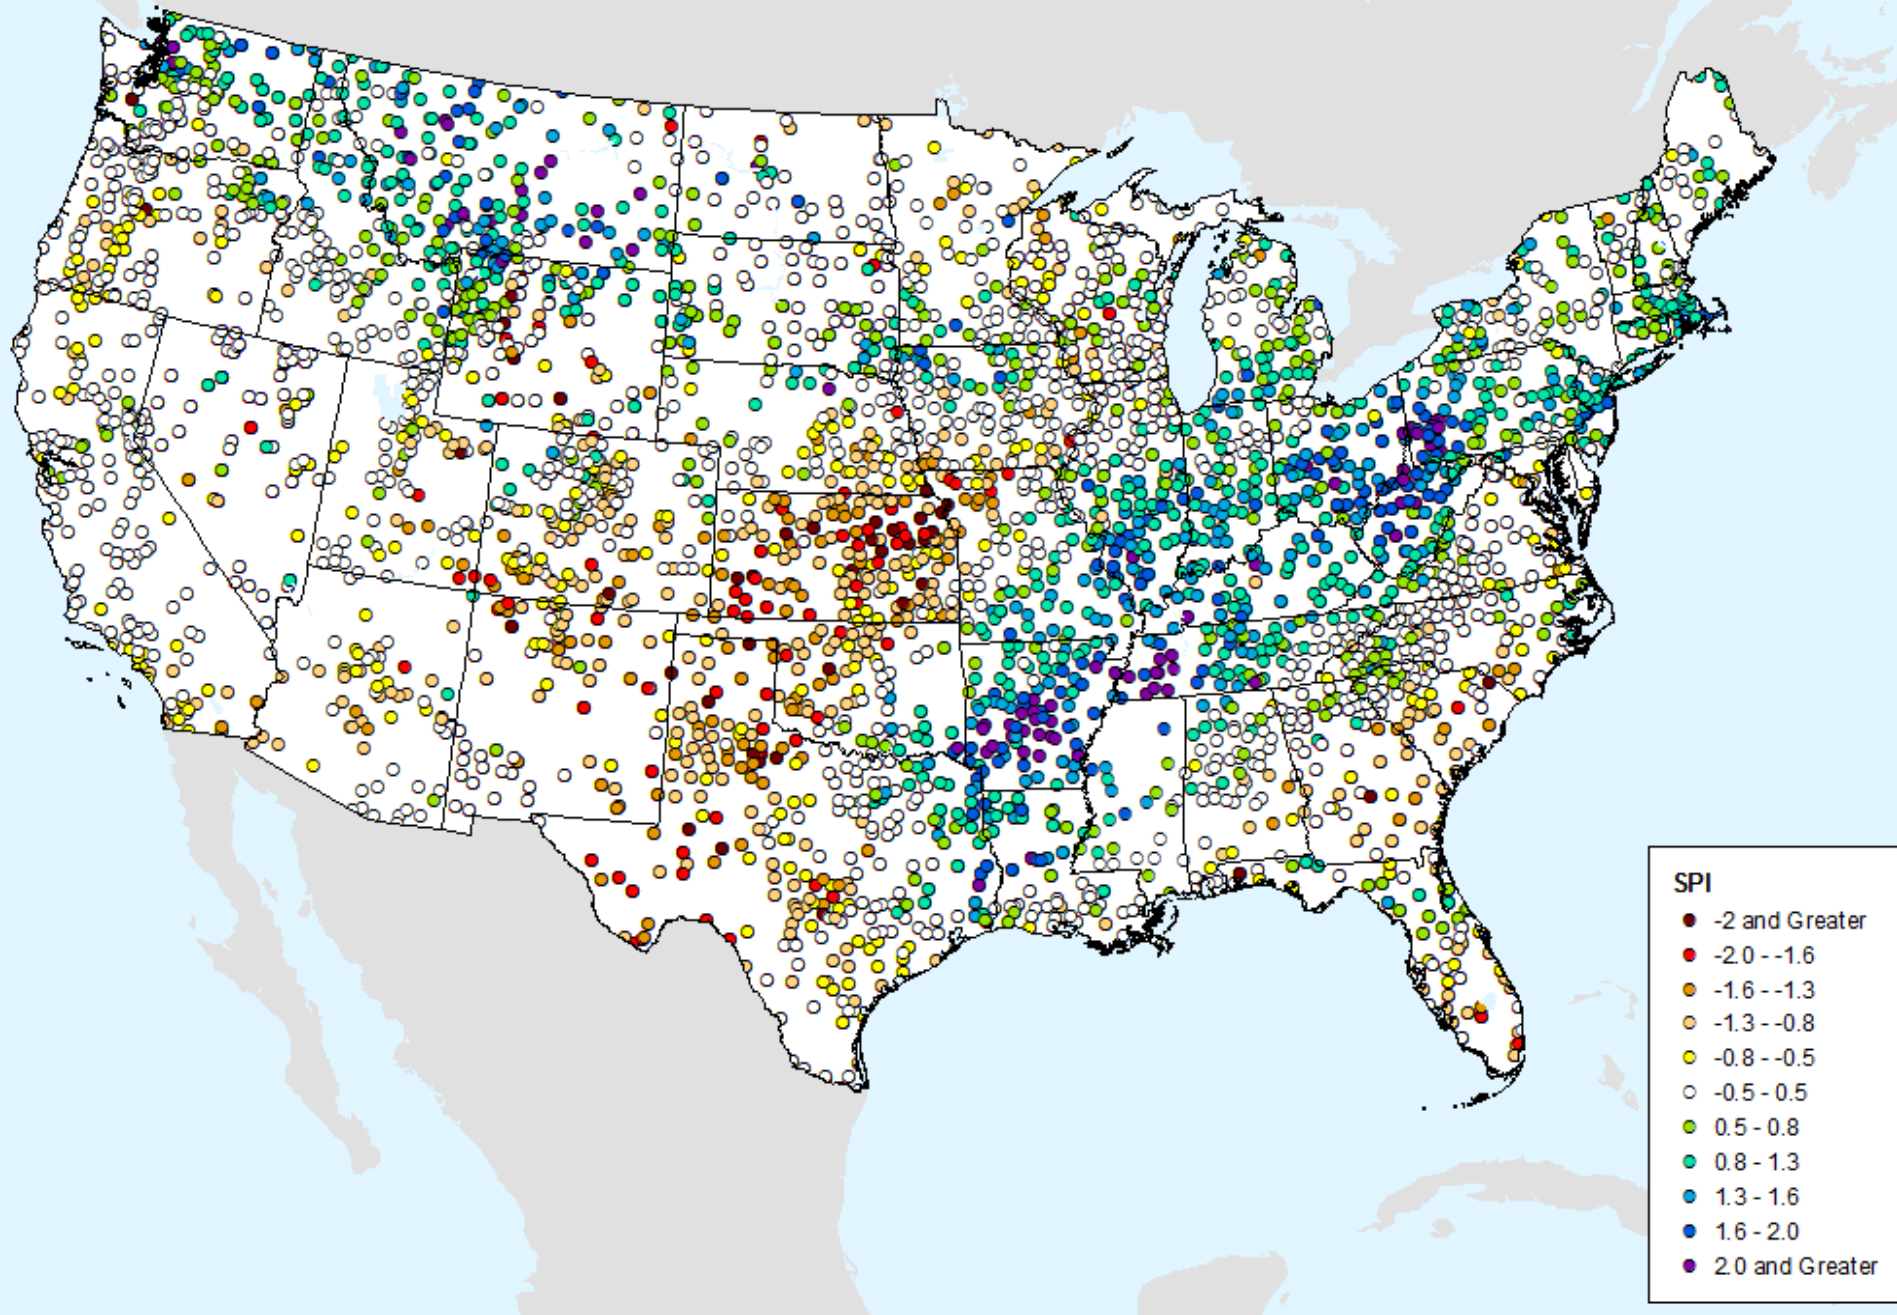 SPI
-2 and Greater
-2.0 - -1.6
-1.6 - -1.3
-1.3 - -0.8
-0.8 - -0.5
-0.5 - 0.5
0.5 - 0.8
0.8 - 1.3
1.3 - 1.6
1.6 - 2.0
2.0 and Greater